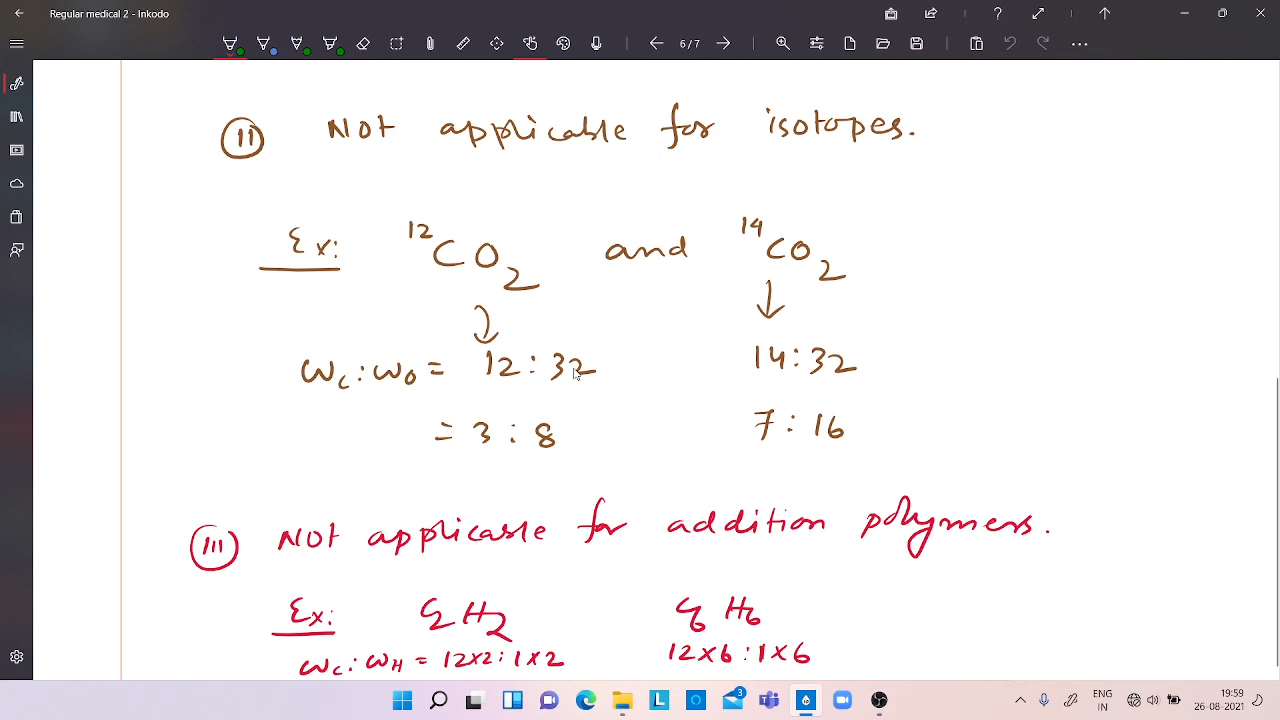 Regular medical 2 - Inkodo
6/7
(II) Not applicable for isotopes.
Ex: ¹²CO₂ and ¹⁴CO₂
↓ ↓
Wc : Wo = 12 : 32 14 : 32
= 3 : 8 7 : 16
(III) Not applicable for addition polymers.
Ex: C₂H₂ C₆H₆
Wc : WH = 12×2 : 1×2 12×6 : 1×6
3
ENG 19:59
IN 26-08-2021